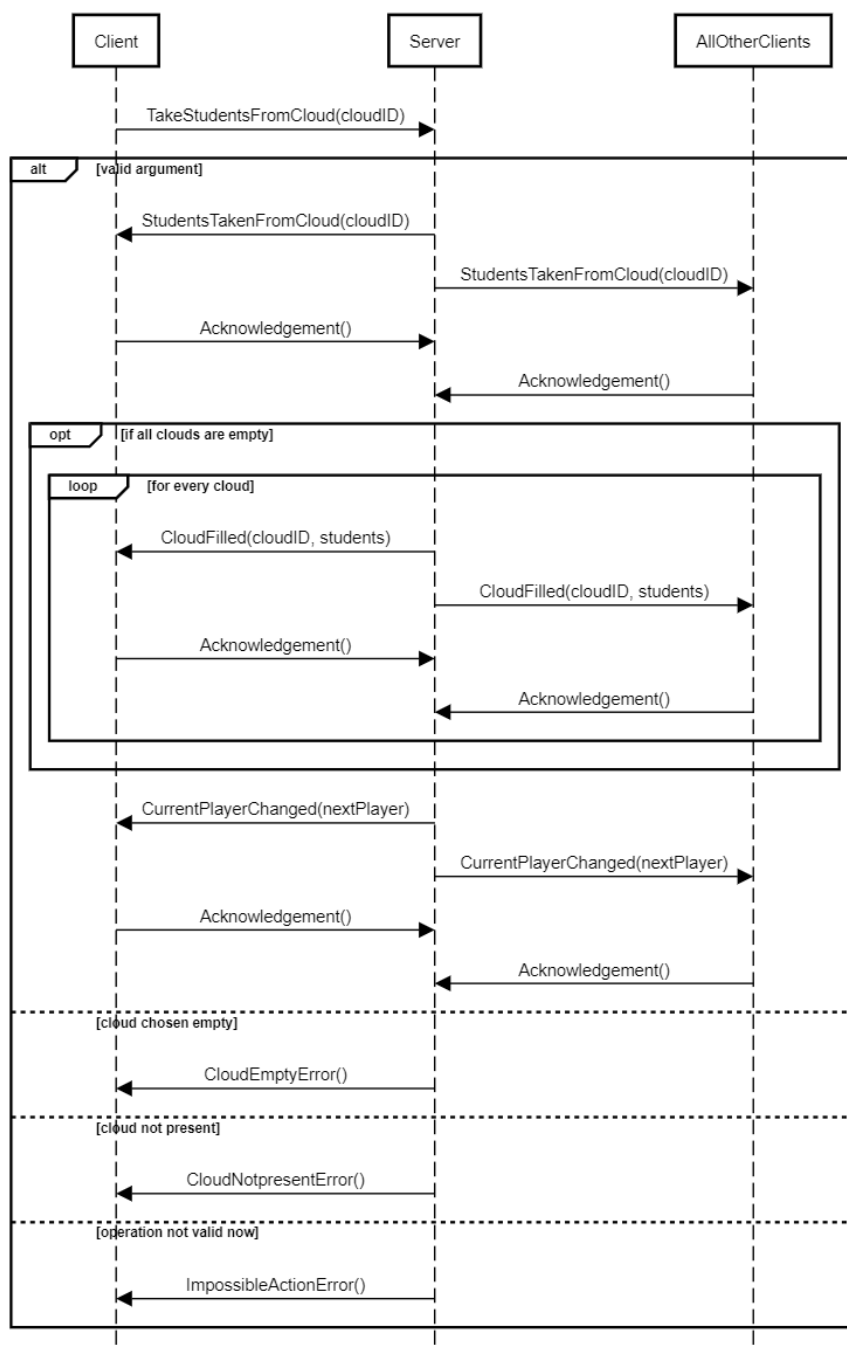 Client
Server
AllOtherClients
TakeStudentsFromCloud(cloudID)
alt
[valid argument]
StudentsTakenFromCloud(cloudID)
StudentsTakenFromCloud(cloudID)
Acknowledgement()
Acknowledgement()
opt
[if all clouds are empty]
loop
[for every cloud]
CloudFilled(cloudID, students)
CloudFilled(cloudID, students)
Acknowledgement()
Acknowledgement()
CurrentPlayerChanged(nextPlayer)
CurrentPlayerChanged(nextPlayer)
Acknowledgement()
Acknowledgement()
[cloud chosen empty]
CloudEmptyError()
[cloud not present]
CloudNotpresentError()
[operation not valid now]
ImpossibleActionError()